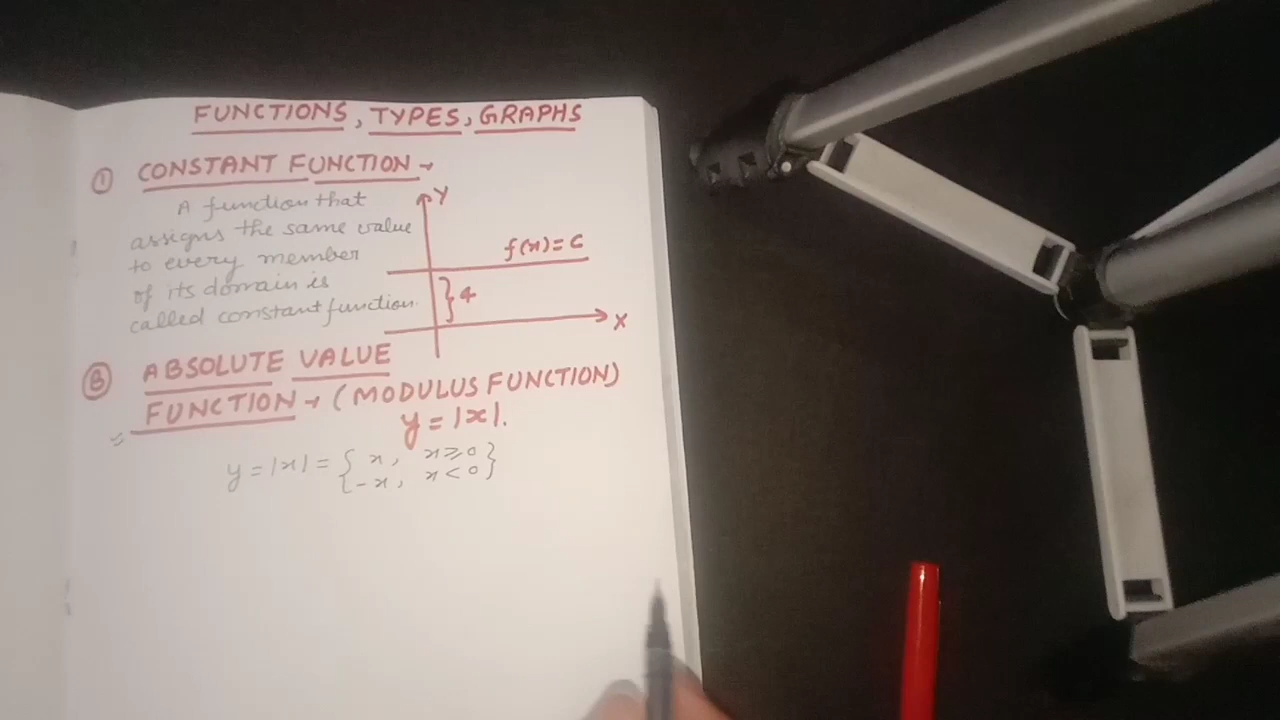 FUNCTIONS, TYPES, GRAPHS
① CONSTANT FUNCTION →
A function that
assigns the same value
to every member
of its domain is
called constant function.
Y
f(x) = C
} 4
X
Ⓑ ABSOLUTE VALUE
FUNCTION → (MODULUS FUNCTION)
y = |x|.
y = |x| = { x, x ≥ 0 }
{ -x, x < 0 }